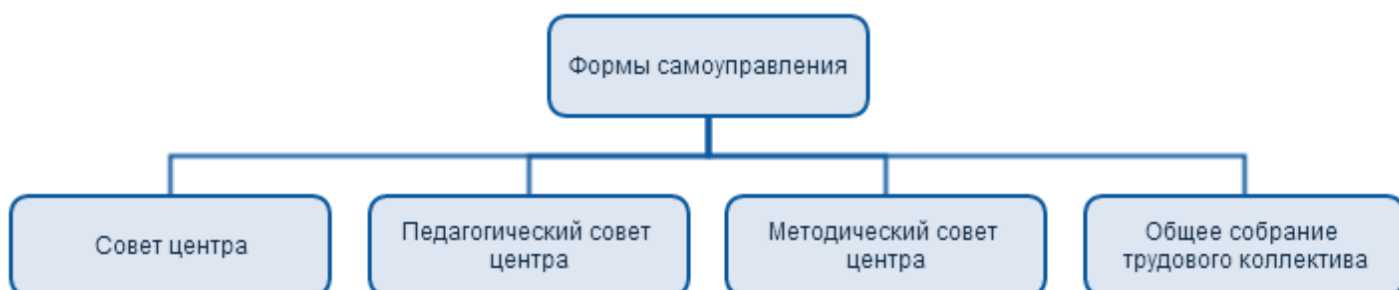 Формы самоуправления
Совет центра
Педагогический совет
центра
Методический совет
центра
Общее собрание
трудового коллектива